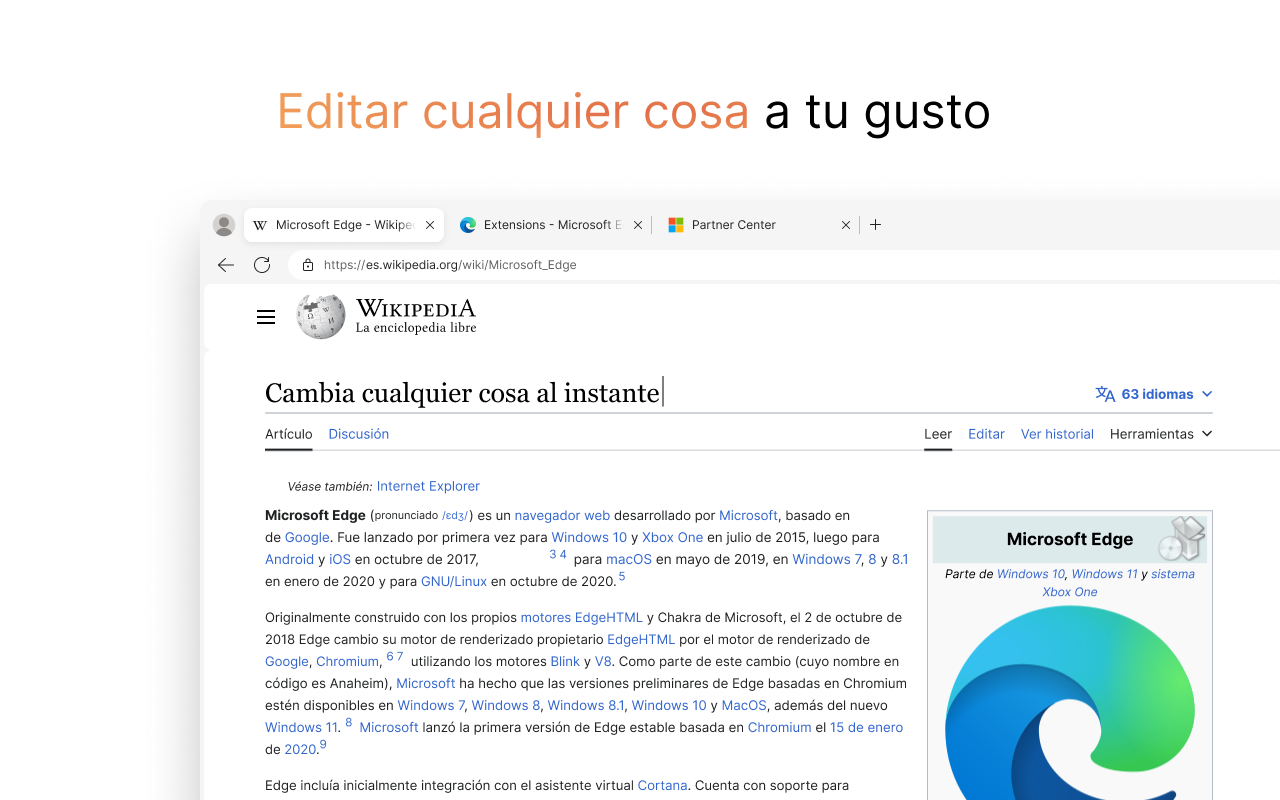 Editar cualquier cosa a tu gusto
Microsoft Edge - Wikipe
Extensions - Microsoft E
Partner Center
https://es.wikipedia.org/wiki/Microsoft_Edge
WIKIPEDIA
La enciclopedia libre
Cambia cualquier cosa al instante
63 idiomas
Artículo Discusión
Leer Editar Ver historial Herramientas
Véase también: Internet Explorer
Microsoft Edge (pronunciado /ɛdʒ/) es un navegador web desarrollado por Microsoft, basado en
de Google. Fue lanzado por primera vez para Windows 10 y Xbox One en julio de 2015, luego para
Android y iOS en octubre de 2017, 3 4 para macOS en mayo de 2019, en Windows 7, 8 y 8.1
en enero de 2020 y para GNU/Linux en octubre de 2020. 5
Originalmente construido con los propios motores EdgeHTML y Chakra de Microsoft, el 2 de octubre de
2018 Edge cambio su motor de renderizado propietario EdgeHTML por el motor de renderizado de
Google, Chromium, 6 7 utilizando los motores Blink y V8. Como parte de este cambio (cuyo nombre en
código es Anaheim), Microsoft ha hecho que las versiones preliminares de Edge basadas en Chromium
estén disponibles en Windows 7, Windows 8, Windows 8.1, Windows 10 y MacOS, además del nuevo
Windows 11. 8 Microsoft lanzó la primera versión de Edge estable basada en Chromium el 15 de enero
de 2020.9
Edge incluía inicialmente integración con el asistente virtual Cortana. Cuenta con soporte para
Microsoft Edge
Parte de Windows 10, Windows 11 y sistema
Xbox One